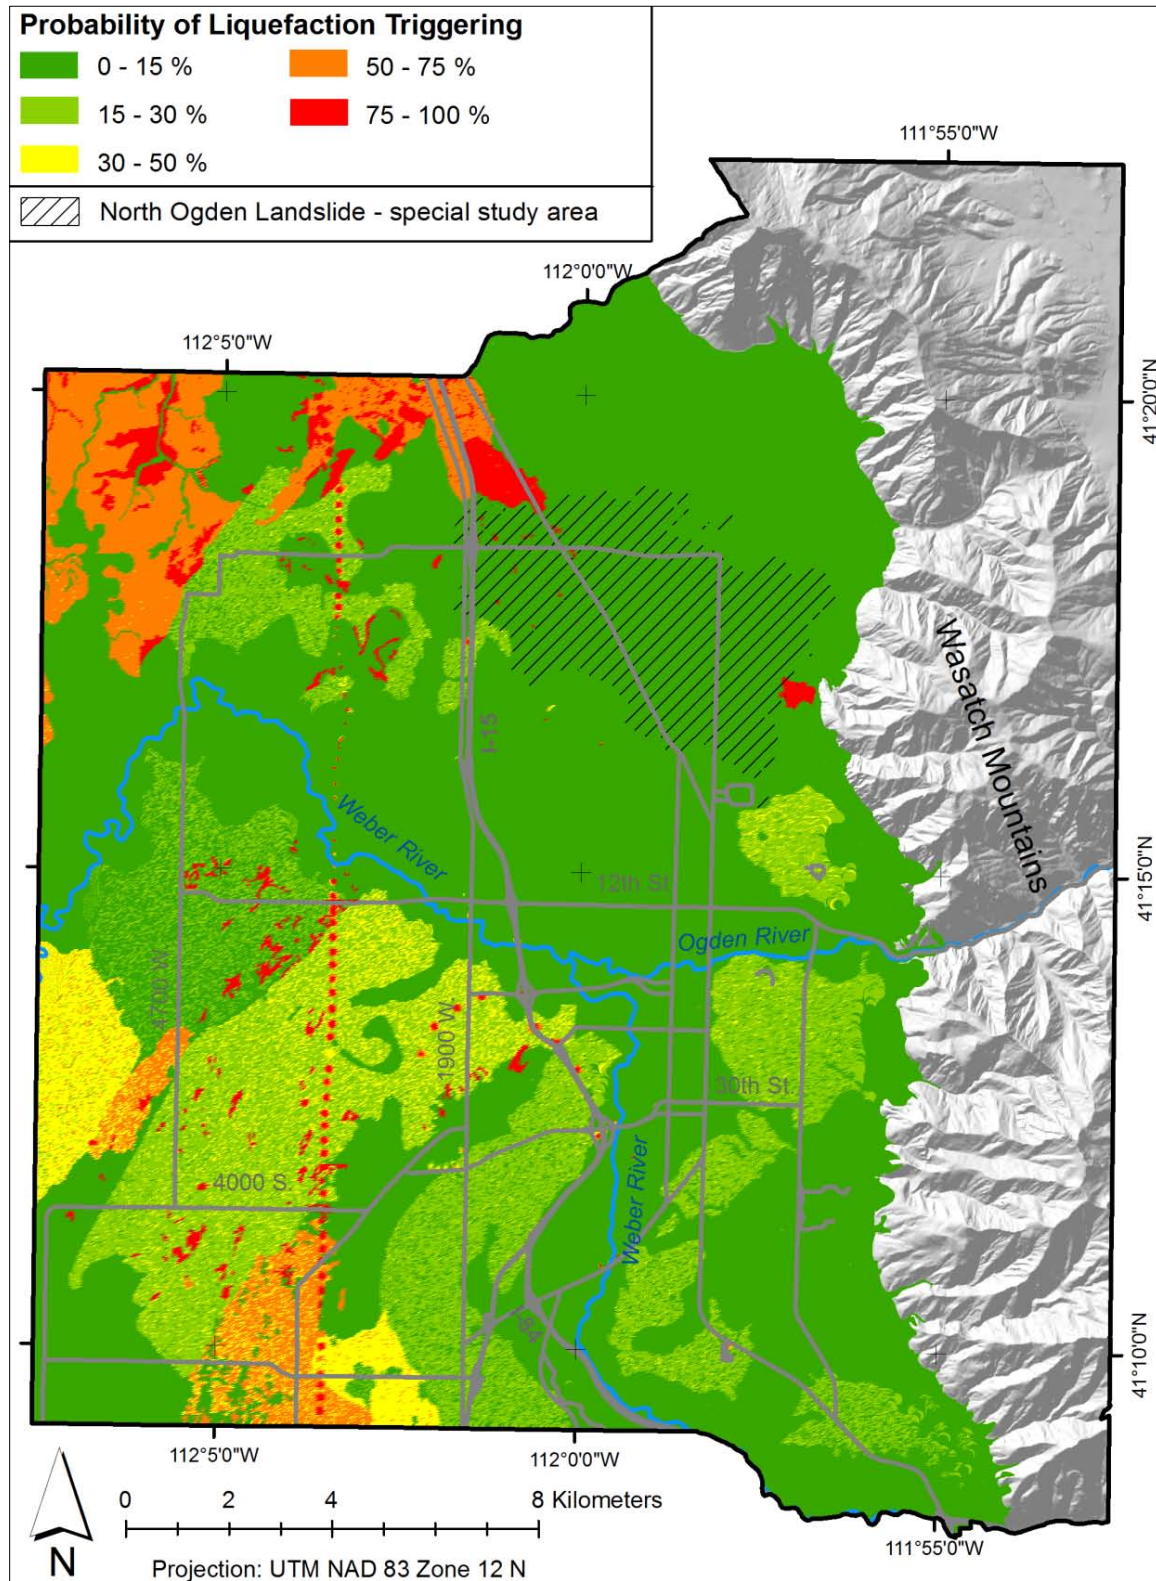 Probability of Liquefaction Triggering
0 - 15 %
50 - 75 %
15 - 30 %
75 - 100 %
30 - 50 %
North Ogden Landslide - special study area
111°55'0"W
112°0'0"W
112°5'0"W
41°20'0"N
Wasatch Mountains
I-15
Weber River
12th St
41°15'0"N
Ogden River
4700 W
1900 W
30th St
4000 S.
Weber River
I-84
41°10'0"N
112°5'0"W
112°0'0"W
111°55'0"W
0 2 4 8 Kilometers
N
Projection: UTM NAD 83 Zone 12 N